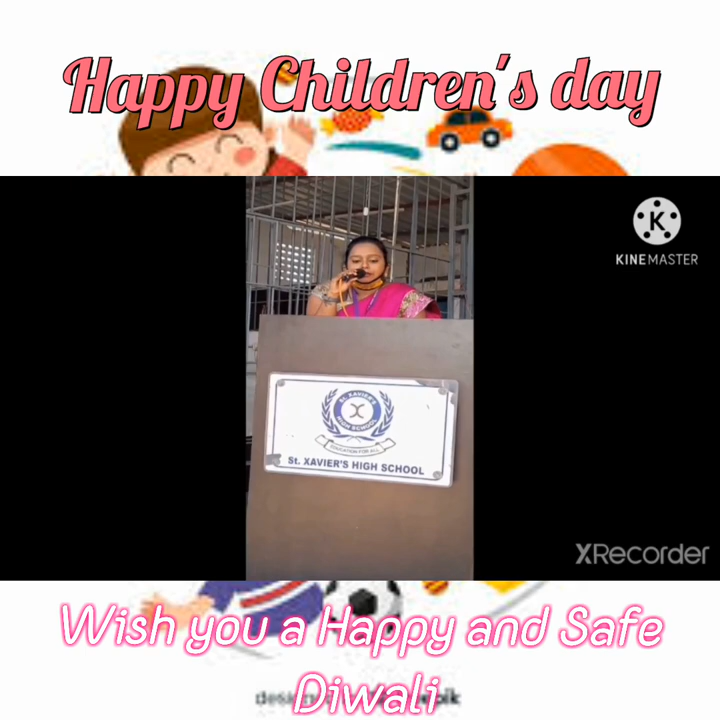 Happy Children's day
KINEMASTER
ST. XAVIER'S
HIGH SCHOOL
EDUCATION FOR ALL
St. XAVIER'S HIGH SCHOOL
XRecorder
Wish you a Happy and Safe
Diwali